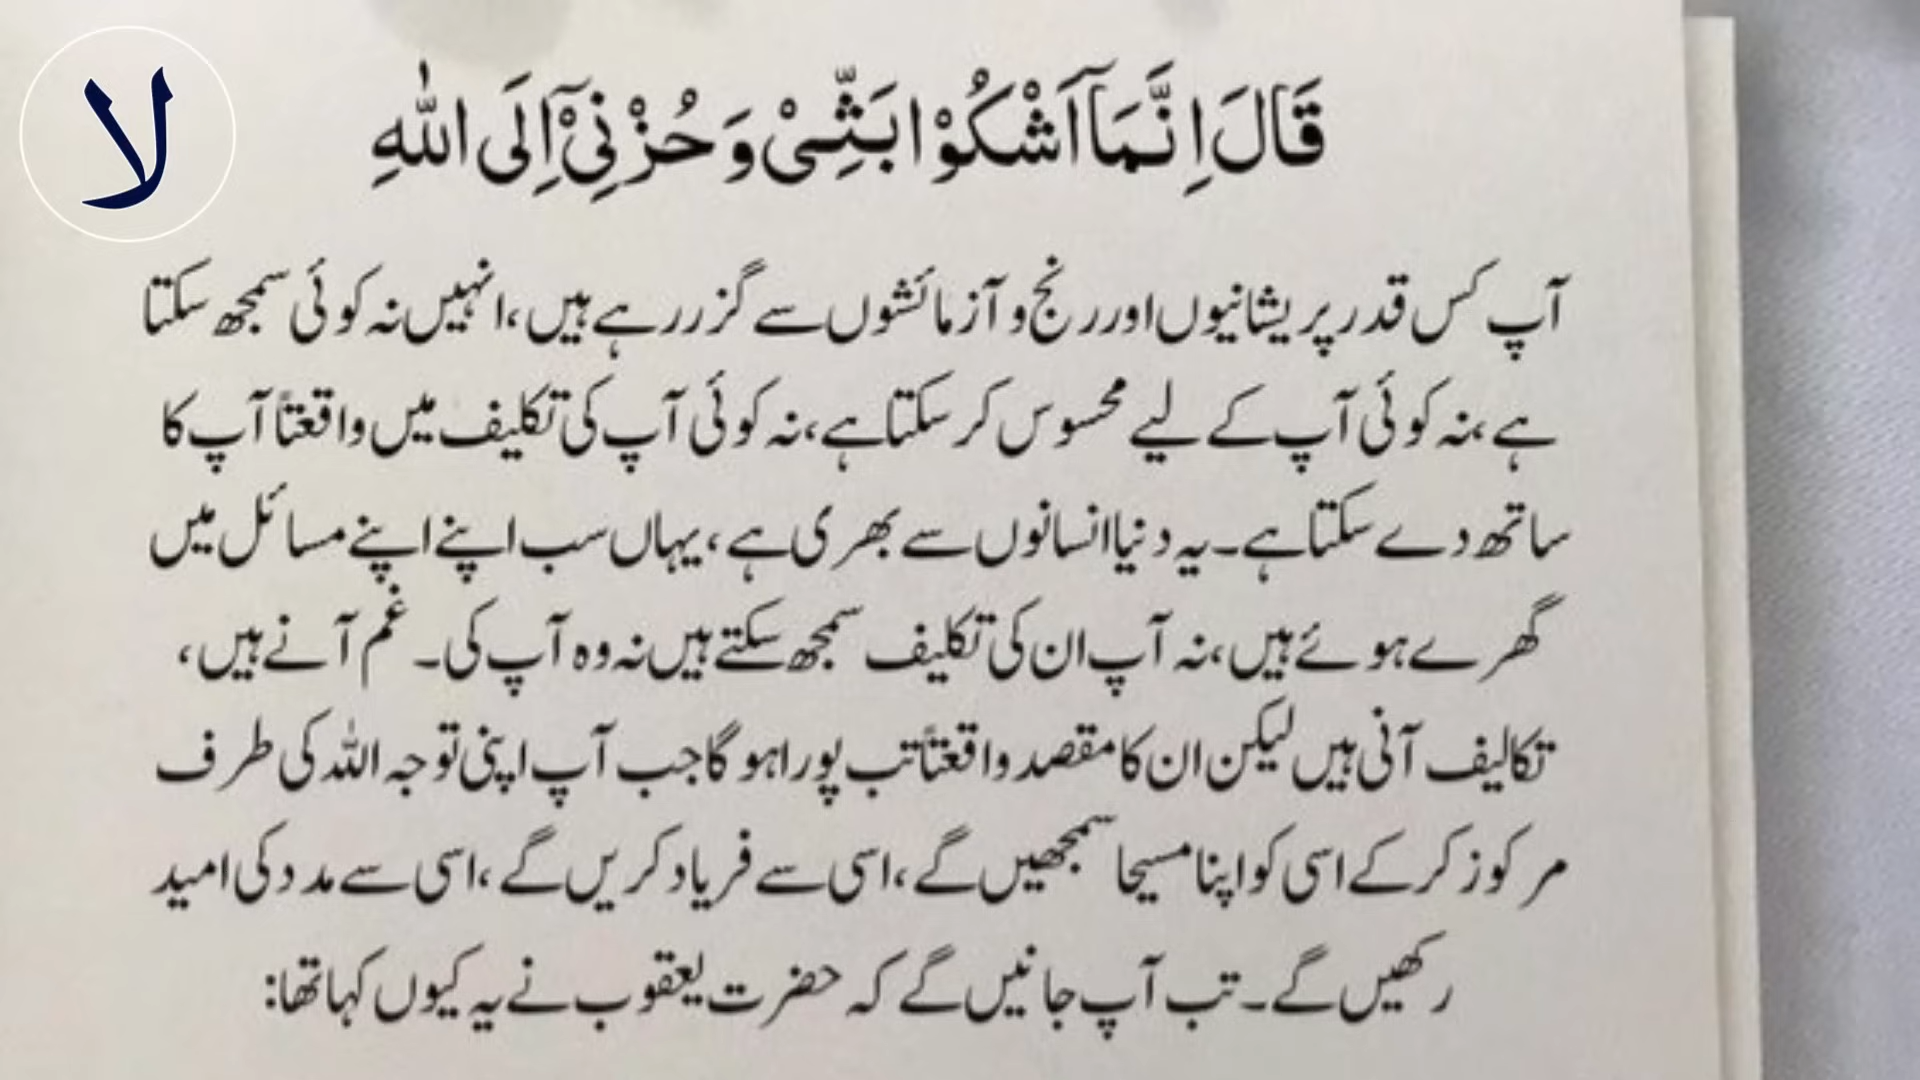 لا
قَالَ اِنَّمَاۤ اَشْكُوْا بَثِّیْ وَ حُزْنِیْۤ اِلَى اللّٰهِ
آپ کس قدر پریشانیوں اور رنج و آزمائشوں سے گزر رہے ہیں، انہیں نہ کوئی سمجھ سکتا
ہے، نہ کوئی آپ کے لیے محسوس کر سکتا ہے، نہ کوئی آپ کی تکلیف میں واقعتاً آپ کا
ساتھ دے سکتا ہے۔ یہ دنیا انسانوں سے بھری ہے، یہاں سب اپنے اپنے مسائل میں
گھرے ہوئے ہیں، نہ آپ ان کی تکلیف سمجھ سکتے ہیں نہ وہ آپ کی۔ غم آنے ہیں،
تکالیف آنی ہیں لیکن ان کا مقصد واقعتاً تب پورا ہو گا جب آپ اپنی توجہ اللہ کی طرف
مرکوز کر کے اسی کو اپنا مسیحا سمجھیں گے، اسی سے فریاد کریں گے، اسی سے مدد کی امید
رکھیں گے۔ تب آپ جانیں گے کہ حضرت یعقوب نے یہ کیوں کہا تھا: